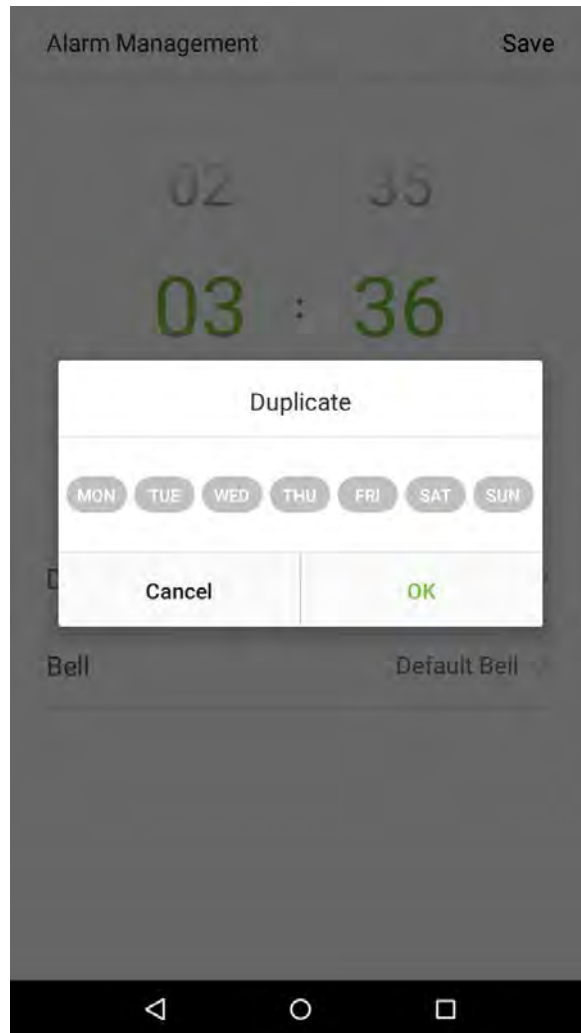 Alarm Management Save
02 35
03 : 36
Duplicate
MON TUE WED THU FRI SAT SUN
Cancel OK
Bell Default Bell